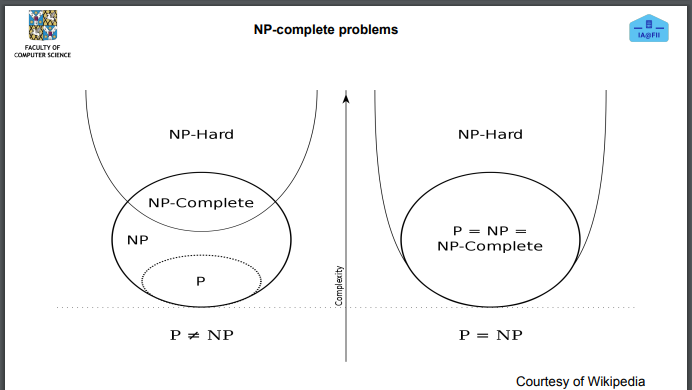 FACULTY OF
COMPUTER SCIENCE
NP-complete problems
IA@FII
NP-Hard
NP-Complete
NP
P
P ≠ NP
Complexity
NP-Hard
P = NP =
NP-Complete
P = NP
Courtesy of Wikipedia